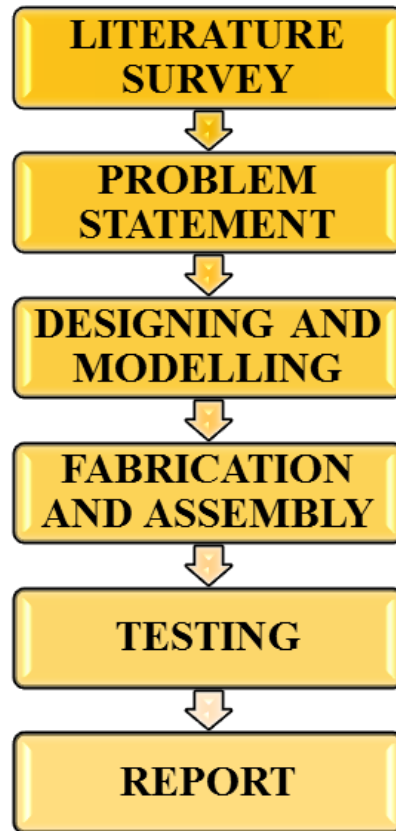 LITERATURE
SURVEY
PROBLEM
STATEMENT
DESIGNING AND
MODELLING
FABRICATION
AND ASSEMBLY
TESTING
REPORT